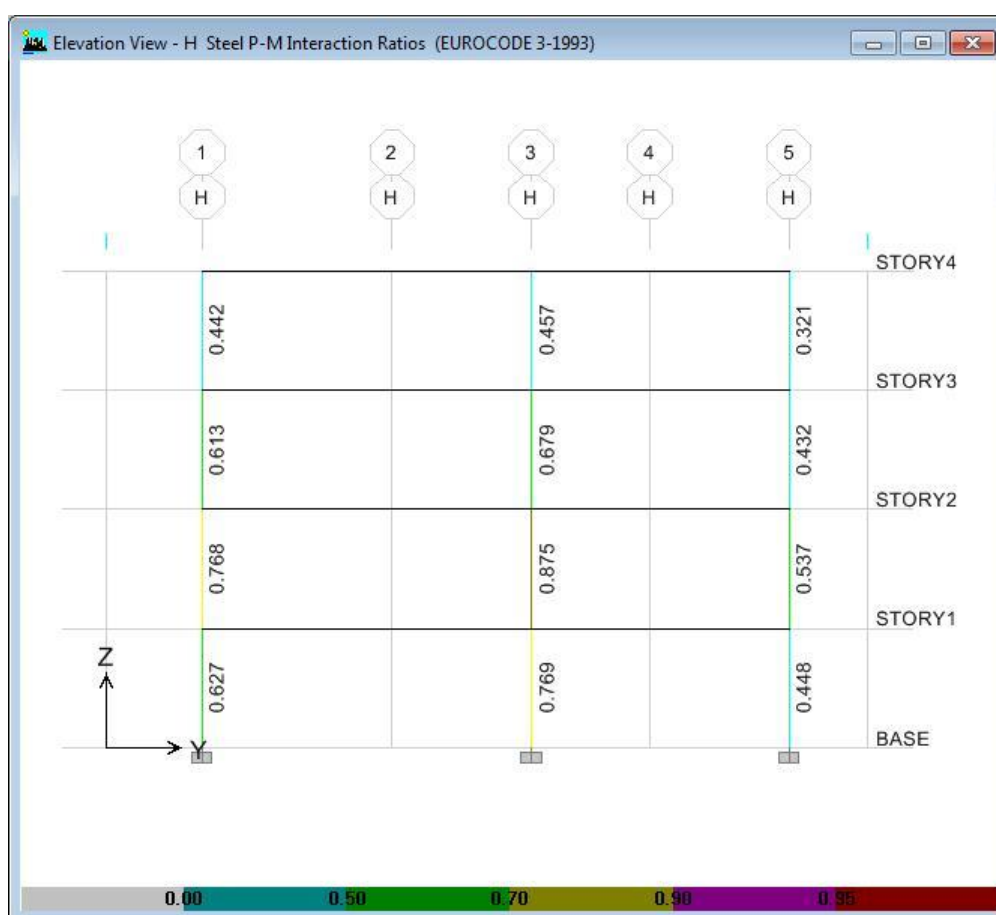 Elevation View - H Steel P-M Interaction Ratios (EUROCODE 3-1993)
1 2 3 4 5
H H H H H
STORY4
0.442 0.457 0.321
STORY3
0.613 0.679 0.432
STORY2
0.768 0.875 0.537
STORY1
Z
0.627 0.769 0.448
Y
BASE
0.00 0.50 0.70 0.90 0.95